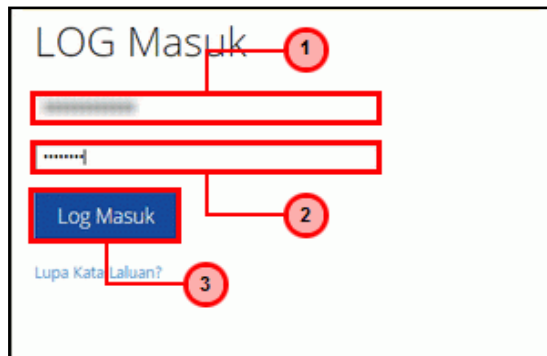 LOG Masuk
1
........
2
Log Masuk
Lupa Kata Laluan?
3